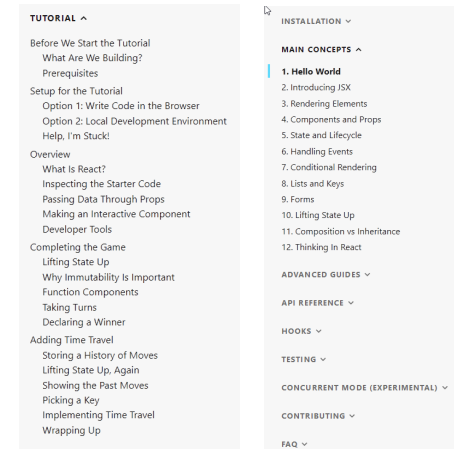 TUTORIAL
Before We Start the Tutorial
What Are We Building?
Prerequisites
Setup for the Tutorial
Option 1: Write Code in the Browser
Option 2: Local Development Environment
Help, I'm Stuck!
Overview
What Is React?
Inspecting the Starter Code
Passing Data Through Props
Making an Interactive Component
Developer Tools
Completing the Game
Lifting State Up
Why Immutability Is Important
Function Components
Taking Turns
Declaring a Winner
Adding Time Travel
Storing a History of Moves
Lifting State Up, Again
Showing the Past Moves
Picking a Key
Implementing Time Travel
Wrapping Up
INSTALLATION
MAIN CONCEPTS
1. Hello World
2. Introducing JSX
3. Rendering Elements
4. Components and Props
5. State and Lifecycle
6. Handling Events
7. Conditional Rendering
8. Lists and Keys
9. Forms
10. Lifting State Up
11. Composition vs Inheritance
12. Thinking In React
ADVANCED GUIDES
API REFERENCE
HOOKS
TESTING
CONCURRENT MODE (EXPERIMENTAL)
CONTRIBUTING
FAQ